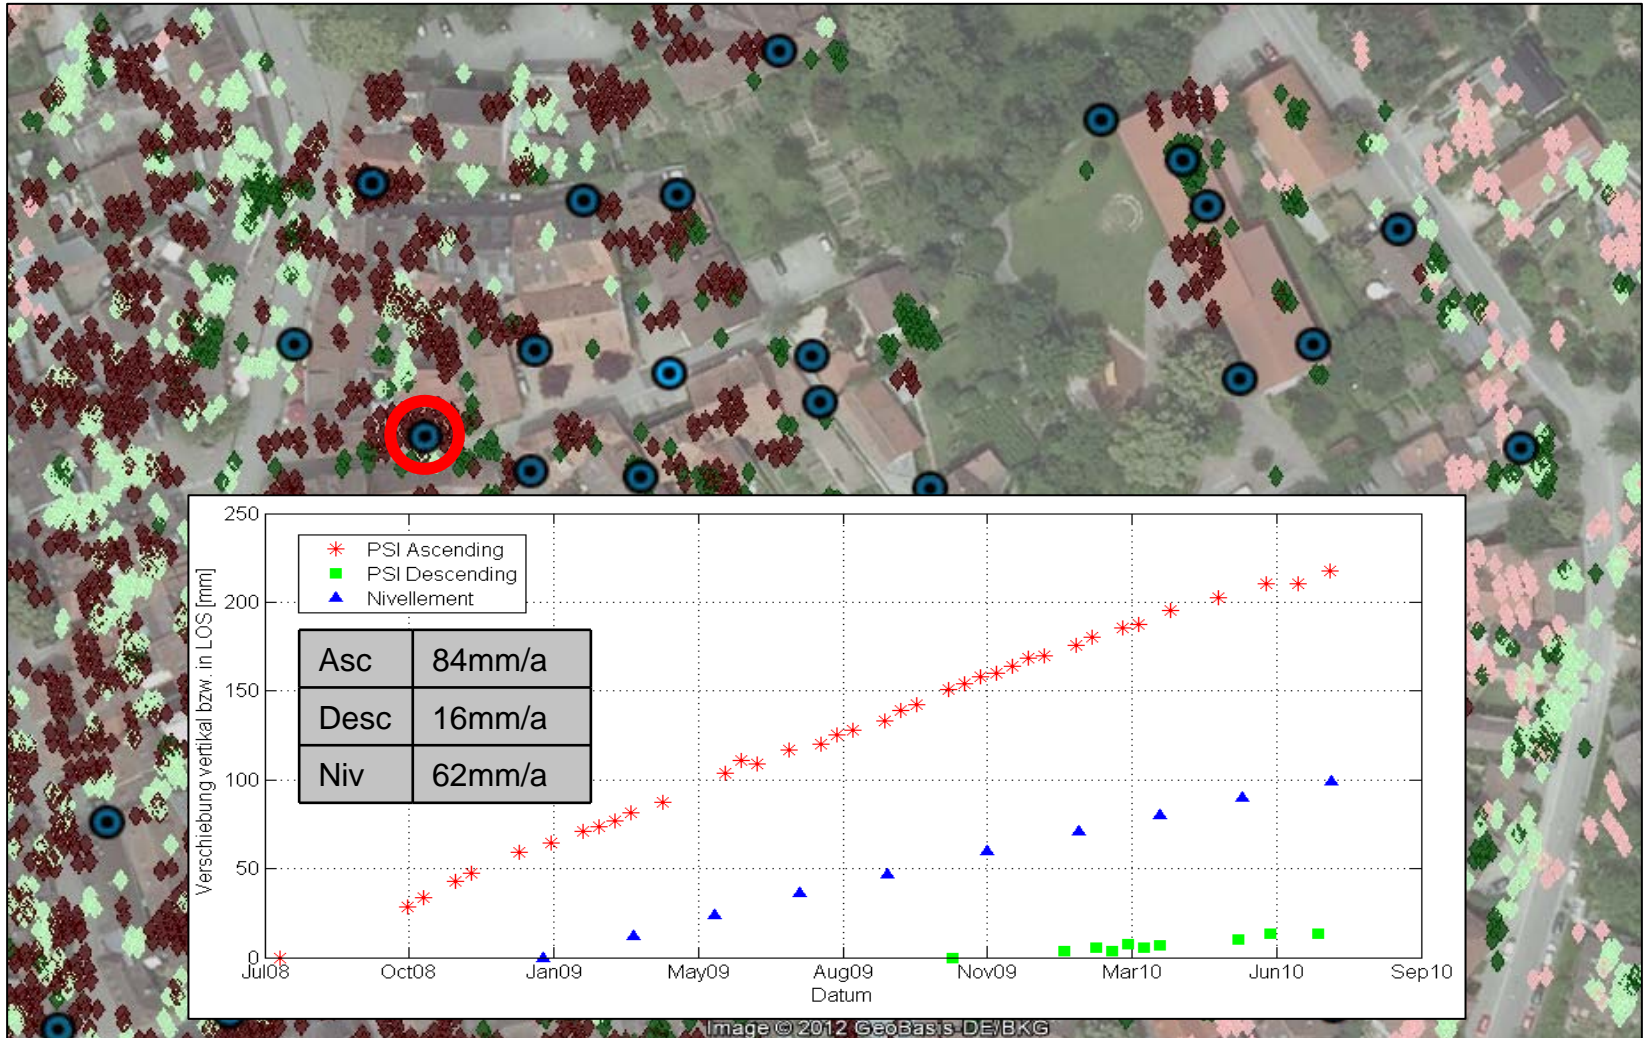 250
200
150
100
50
0
Verschiebung vertikal bzw. in LOS [mm]
PSI Ascending
PSI Descending
Nivellement
Asc 84mm/a
Desc 16mm/a
Niv 62mm/a
Jul08 Oct08 Jan09 May09 Aug09 Nov09 Mar10 Jun10 Sep10
Datum
Image © 2012 GeoBasis-DE/BKG